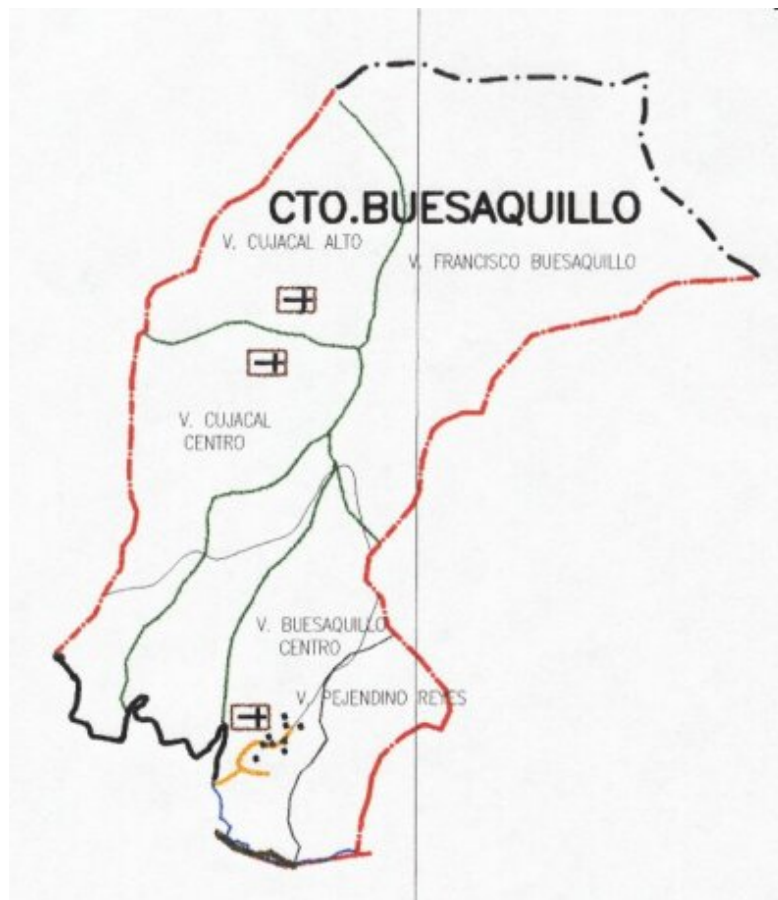 CTO.BUESAQUILLO
V. CUJACAL ALTO
V. FRANCISCO BUESAQUILLO
V. CUJACAL
CENTRO
V. BUESAQUILLO
CENTRO
V. PEJENDINO REYES